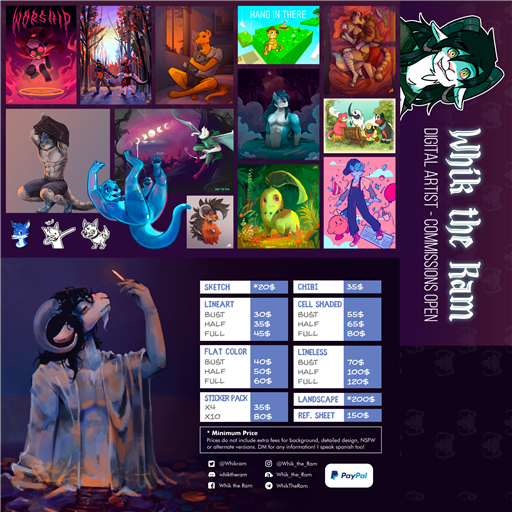 WORSHIP
HANG IN THERE
Whik the Ram
DIGITAL ARTIST - COMMISSIONS OPEN
SKETCH *20$
LINEART
BUST 30$
HALF 35$
FULL 45$
FLAT COLOR
BUST 40$
HALF 50$
FULL 60$
STICKER PACK
X4 35$
X10 80$
CHIBI 35$
CELL SHADED
BUST 55$
HALF 65$
FULL 80$
LINELESS
BUST 70$
HALF 100$
FULL 120$
LANDSCAPE *200$
REF. SHEET 150$
* Minimum Price
Prices do not include extra fees for background, detailed design, NSFW
or alternate versions. DM for any information! I speak spanish too!
@Whikram
whiktheram
Whik the Ram
@Whik_the_Ram
Whik_the_Ram
WhikTheRam
PayPal